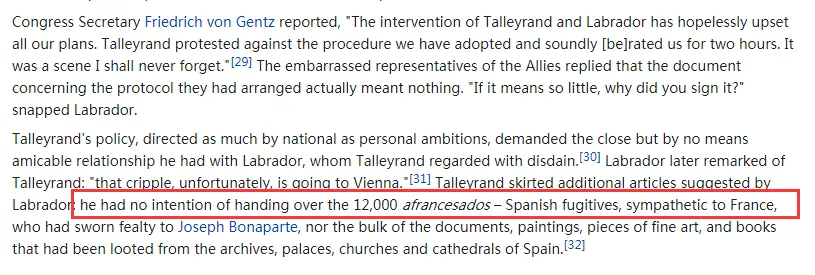 Congress Secretary Friedrich von Gentz reported, "The intervention of Talleyrand and Labrador has hopelessly upset
all our plans. Talleyrand protested against the procedure we have adopted and soundly [be]rated us for two hours. It
was a scene I shall never forget."[29] The embarrassed representatives of the Allies replied that the document
concerning the protocol they had arranged actually meant nothing. "If it means so little, why did you sign it?"
snapped Labrador.
Talleyrand's policy, directed as much by national as personal ambitions, demanded the close but by no means
amicable relationship he had with Labrador, whom Talleyrand regarded with disdain.[30] Labrador later remarked of
Talleyrand: "that cripple, unfortunately, is going to Vienna."[31] Talleyrand skirted additional articles suggested by
Labrador: he had no intention of handing over the 12,000 afrancesados – Spanish fugitives, sympathetic to France,
who had sworn fealty to Joseph Bonaparte, nor the bulk of the documents, paintings, pieces of fine art, and books
that had been looted from the archives, palaces, churches and cathedrals of Spain.[32]